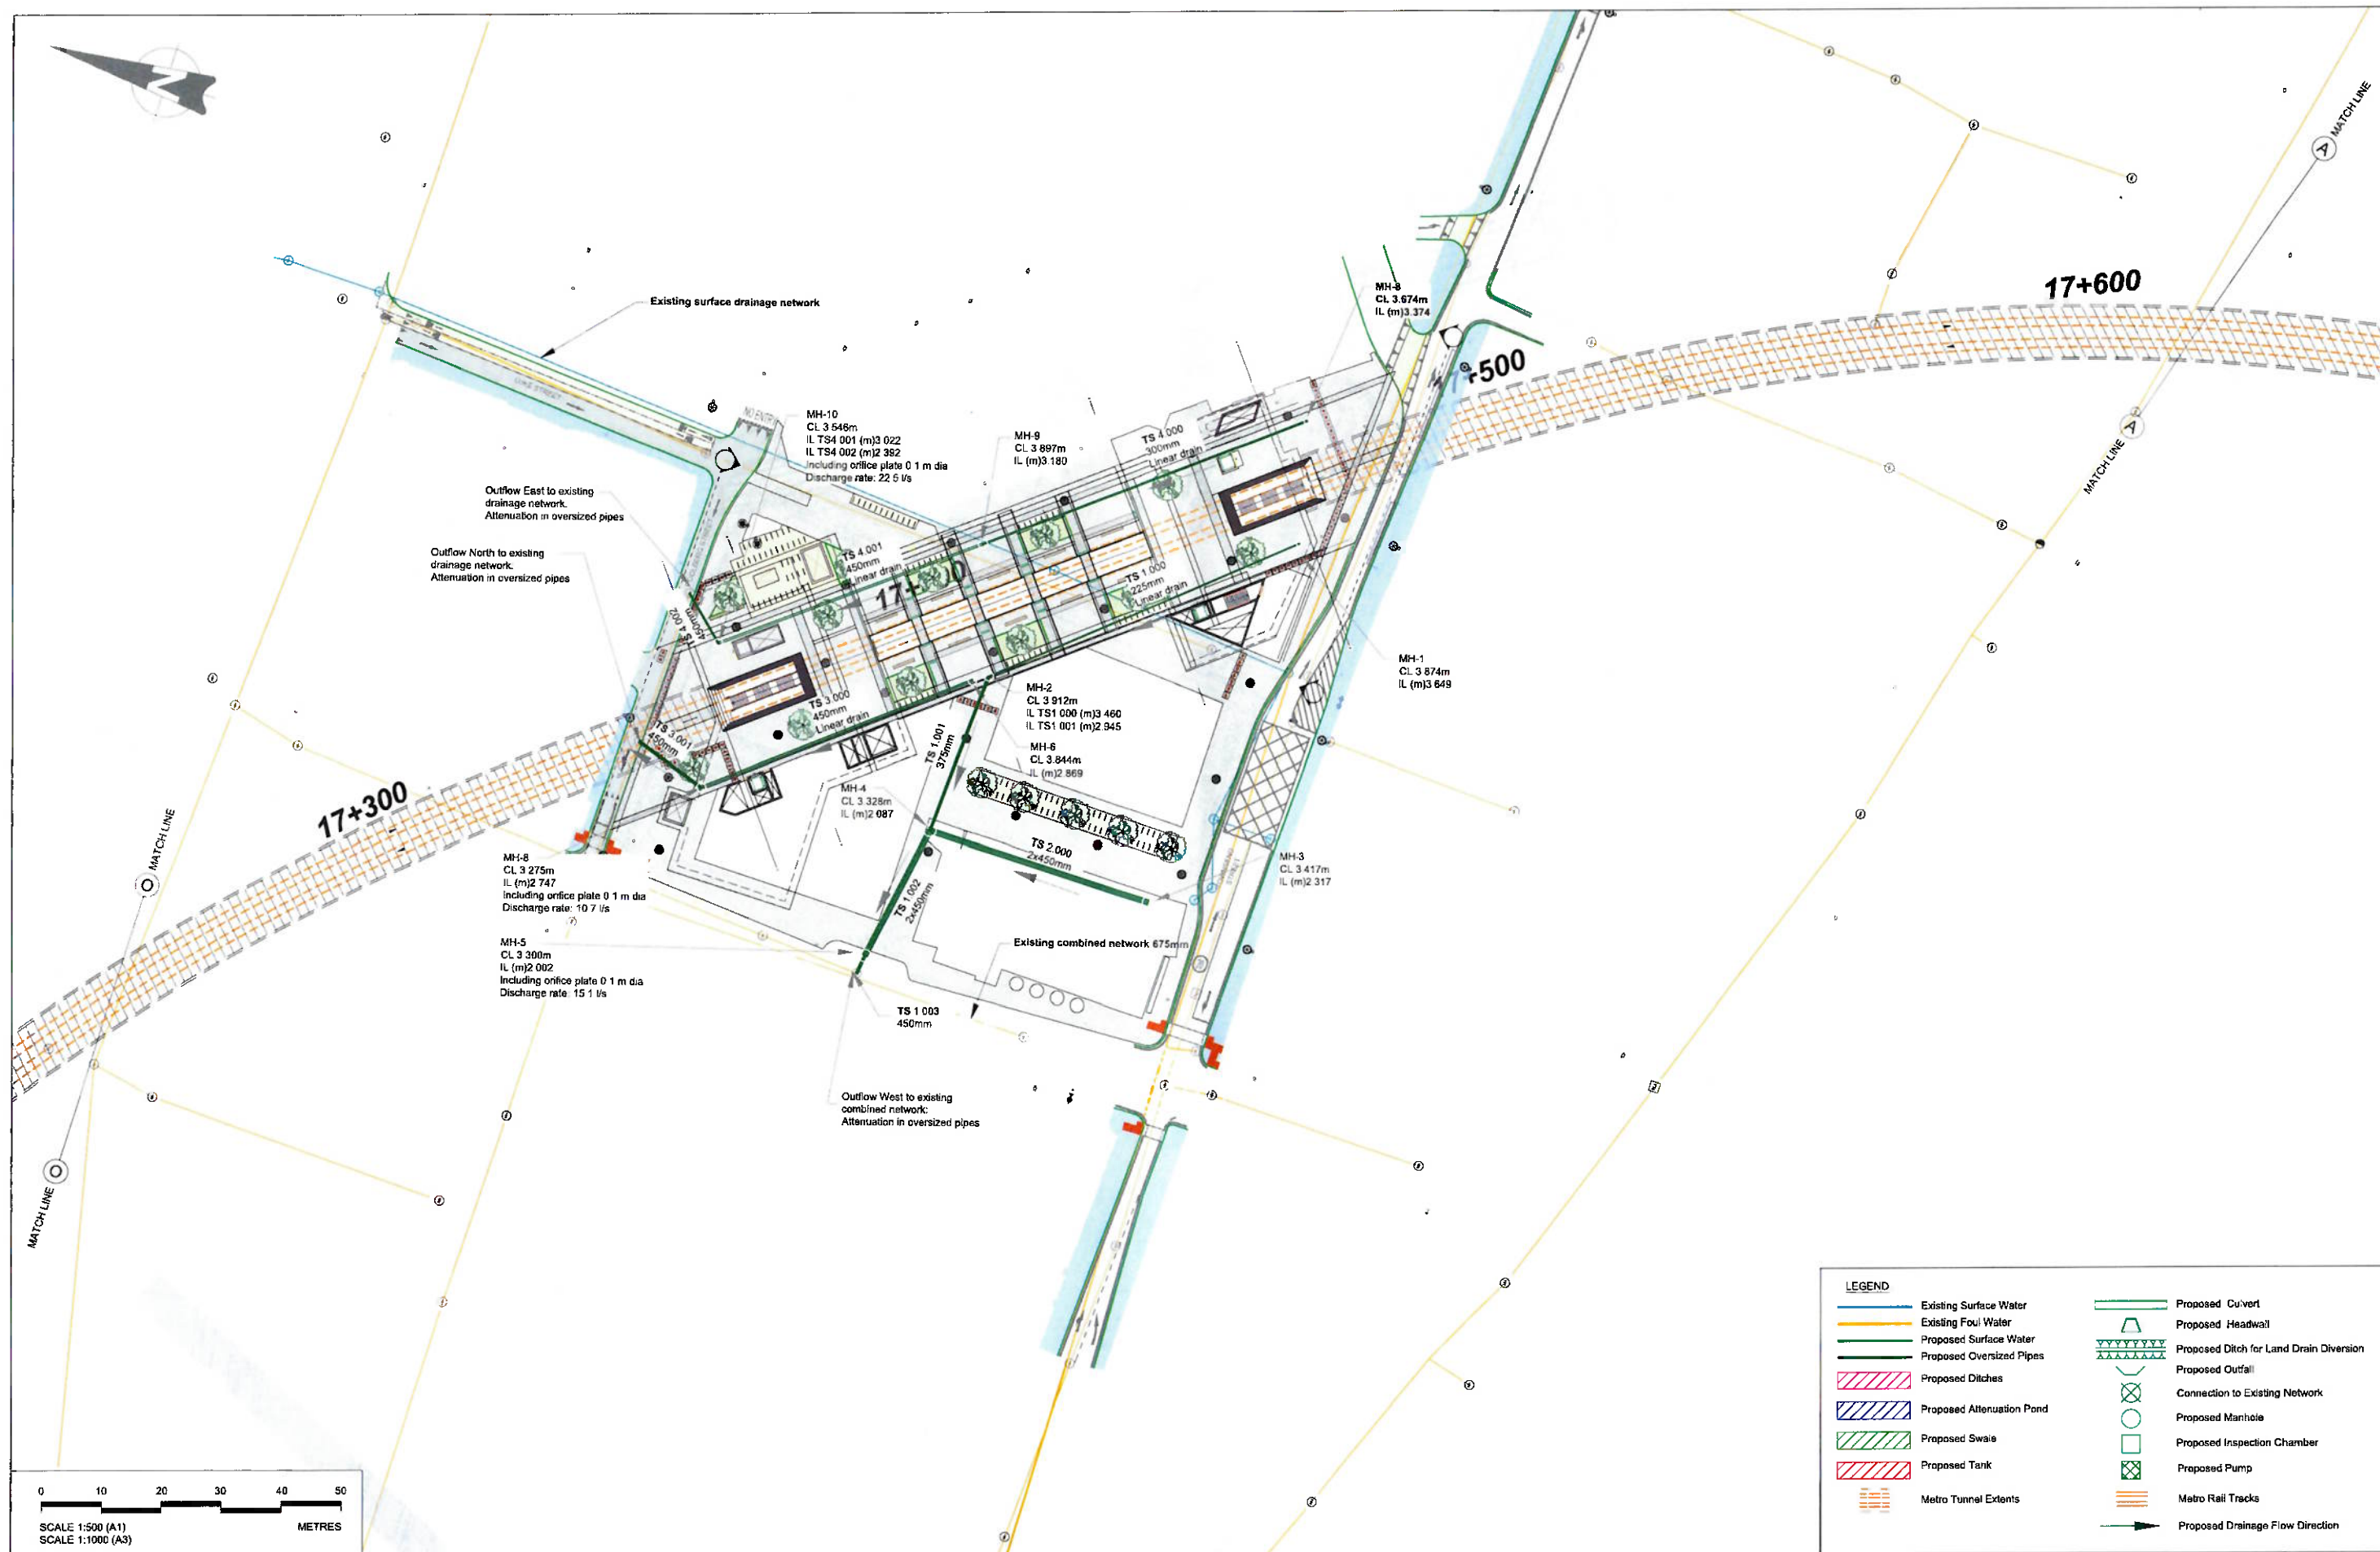 MATCH LINE
A
17+600
MH-8
CL 3.674m
IL (m)3.374
Existing surface drainage network
+500
A
MATCH LINE
LUKE STREET
NO ENTRY
MH-10
CL 3 546m
IL TS4 001 (m)3 022
IL TS4 002 (m)2 392
Including orifice plate 0 1 m dia
Discharge rate: 22 5 l/s
MH-9
CL 3 897m
IL (m)3.180
TS 4.000
300mm
Linear drain
Outflow East to existing
drainage network.
Attenuation in oversized pipes
Outflow North to existing
drainage network.
Attenuation in oversized pipes
TS 4.001
450mm
Linear drain
TS 1.000
225mm
Linear drain
TS 4.002
450mm
MH-1
CL 3 874m
IL (m)3 649
MH-2
CL 3 912m
IL TS1 000 (m)3 460
IL TS1 001 (m)2.945
TS 3.000
450mm
Linear drain
TS 3.001
450mm
TS 1.001
375mm
MH-6
CL 3.844m
IL (m)2 869
MH-4
CL 3 328m
IL (m)2 087
17+300
MATCH LINE
O
MH-8
CL 3 275m
IL (m)2 747
Including orifice plate 0 1 m dia
Discharge rate: 10 7 l/s
TS 2.000
2x450mm
MH-3
CL 3 417m
IL (m)2.317
STREET
TS 1.002
2x450mm
MH-5
CL 3 300m
IL (m)2 002
Including orifice plate 0 1 m dia
Discharge rate: 15 1 l/s
Existing combined network 675mm
TS 1 003
450mm
Outflow West to existing
combined network:
Attenuation in oversized pipes
O
MATCH LINE
LEGEND
Existing Surface Water
Existing Foul Water
Proposed Surface Water
Proposed Oversized Pipes
Proposed Ditches
Proposed Attenuation Pond
Proposed Swale
Proposed Tank
Metro Tunnel Extents
Proposed Culvert
Proposed Headwall
Proposed Ditch for Land Drain Diversion
Proposed Outfall
Connection to Existing Network
Proposed Manhole
Proposed Inspection Chamber
Proposed Pump
Metro Rail Tracks
Proposed Drainage Flow Direction
0 10 20 30 40 50
SCALE 1:500 (A1) METRES
SCALE 1:1000 (A3)